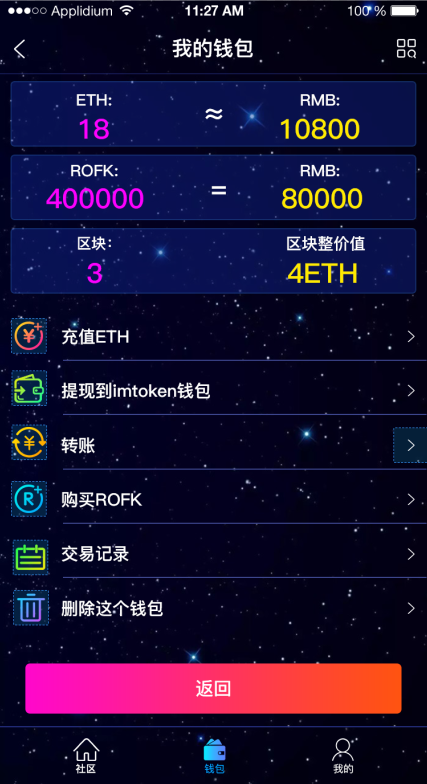 Applidium 11:27 AM 100 %
我的钱包
ETH: RMB:
18 ≈ 10800
ROFK: RMB:
400000 = 80000
区块: 区块整价值
3 4ETH
充值ETH
提现到imtoken钱包
转账
购买ROFK
交易记录
删除这个钱包
返回
社区 钱包 我的